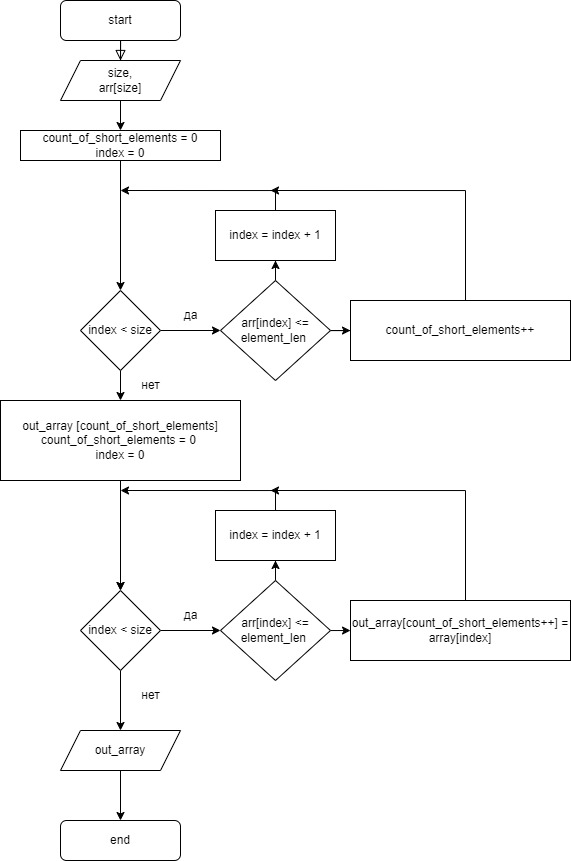 start
size,
arr[size]
count_of_short_elements = 0
index = 0
index = index + 1
index < size
да
arr[index] <=
element_len
count_of_short_elements++
нет
out_array [count_of_short_elements]
count_of_short_elements = 0
index = 0
index = index + 1
index < size
да
arr[index] <=
element_len
out_array[count_of_short_elements++] =
array[index]
нет
out_array
end